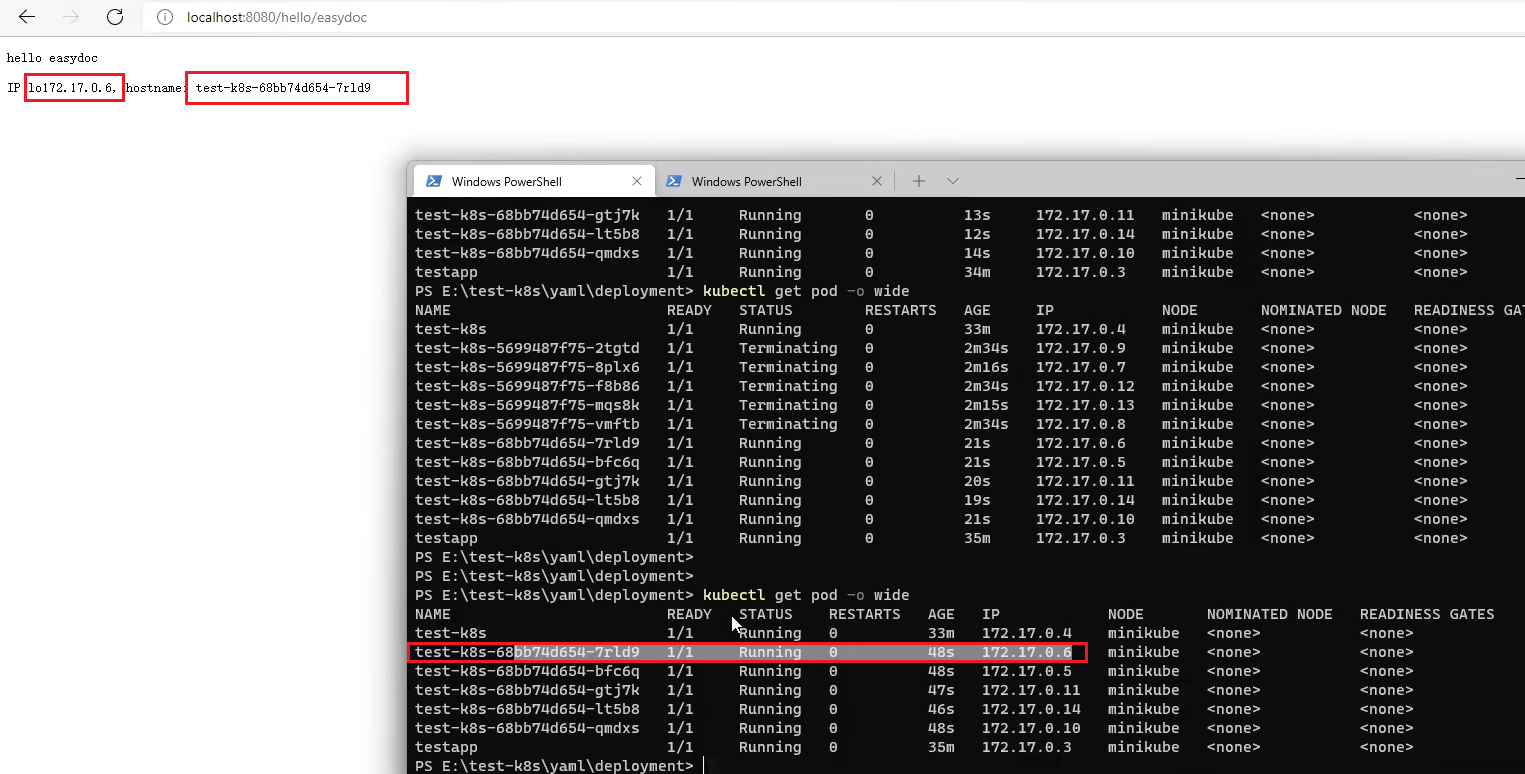 localhost:8080/hello/easydoc
hello easydoc
IP lo172.17.0.6, hostname: test-k8s-68bb74d654-7rld9
Windows PowerShell Windows PowerShell
test-k8s-68bb74d654-gtj7k 1/1 Running 0 13s 172.17.0.11 minikube <none> <none>
test-k8s-68bb74d654-lt5b8 1/1 Running 0 12s 172.17.0.14 minikube <none> <none>
test-k8s-68bb74d654-qmdxs 1/1 Running 0 14s 172.17.0.10 minikube <none> <none>
testapp 1/1 Running 0 34m 172.17.0.3 minikube <none> <none>
PS E:\test-k8s\yaml\deployment> kubectl get pod -o wide
NAME READY STATUS RESTARTS AGE IP NODE NOMINATED NODE READINESS GAT
test-k8s 1/1 Running 0 33m 172.17.0.4 minikube <none> <none>
test-k8s-5699487f75-2tgtd 1/1 Terminating 0 2m34s 172.17.0.9 minikube <none> <none>
test-k8s-5699487f75-8plx6 1/1 Terminating 0 2m16s 172.17.0.7 minikube <none> <none>
test-k8s-5699487f75-f8b86 1/1 Terminating 0 2m34s 172.17.0.12 minikube <none> <none>
test-k8s-5699487f75-mqs8k 1/1 Terminating 0 2m15s 172.17.0.13 minikube <none> <none>
test-k8s-5699487f75-vmftb 1/1 Terminating 0 2m34s 172.17.0.8 minikube <none> <none>
test-k8s-68bb74d654-7rld9 1/1 Running 0 21s 172.17.0.6 minikube <none> <none>
test-k8s-68bb74d654-bfc6q 1/1 Running 0 21s 172.17.0.5 minikube <none> <none>
test-k8s-68bb74d654-gtj7k 1/1 Running 0 20s 172.17.0.11 minikube <none> <none>
test-k8s-68bb74d654-lt5b8 1/1 Running 0 19s 172.17.0.14 minikube <none> <none>
test-k8s-68bb74d654-qmdxs 1/1 Running 0 21s 172.17.0.10 minikube <none> <none>
testapp 1/1 Running 0 35m 172.17.0.3 minikube <none> <none>
PS E:\test-k8s\yaml\deployment>
PS E:\test-k8s\yaml\deployment>
PS E:\test-k8s\yaml\deployment> kubectl get pod -o wide
NAME READY STATUS RESTARTS AGE IP NODE NOMINATED NODE READINESS GATES
test-k8s 1/1 Running 0 33m 172.17.0.4 minikube <none> <none>
test-k8s-68bb74d654-7rld9 1/1 Running 0 48s 172.17.0.6 minikube <none> <none>
test-k8s-68bb74d654-bfc6q 1/1 Running 0 48s 172.17.0.5 minikube <none> <none>
test-k8s-68bb74d654-gtj7k 1/1 Running 0 47s 172.17.0.11 minikube <none> <none>
test-k8s-68bb74d654-lt5b8 1/1 Running 0 46s 172.17.0.14 minikube <none> <none>
test-k8s-68bb74d654-qmdxs 1/1 Running 0 48s 172.17.0.10 minikube <none> <none>
testapp 1/1 Running 0 35m 172.17.0.3 minikube <none> <none>
PS E:\test-k8s\yaml\deployment>